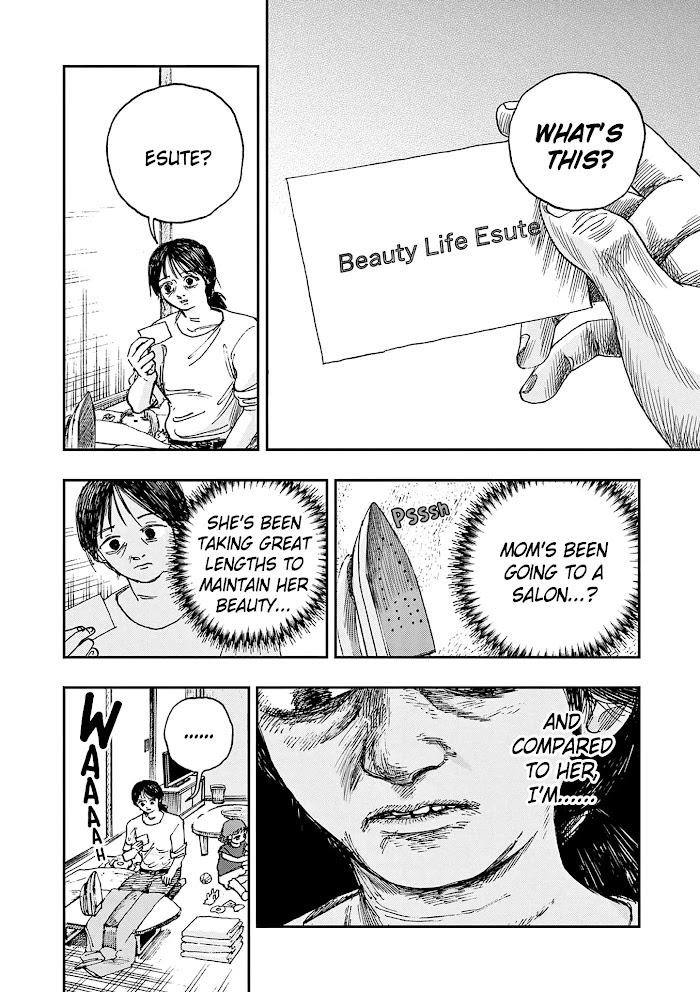 WHAT'S
THIS?
Beauty Life Esute
ESUTE?
MOM'S BEEN
GOING TO A
SALON...?
PSSSH
SHE'S BEEN
TAKING GREAT
LENGTHS TO
MAINTAIN HER
BEAUTY...
AND
COMPARED
TO HER,
I'M......
......
WAAAAH